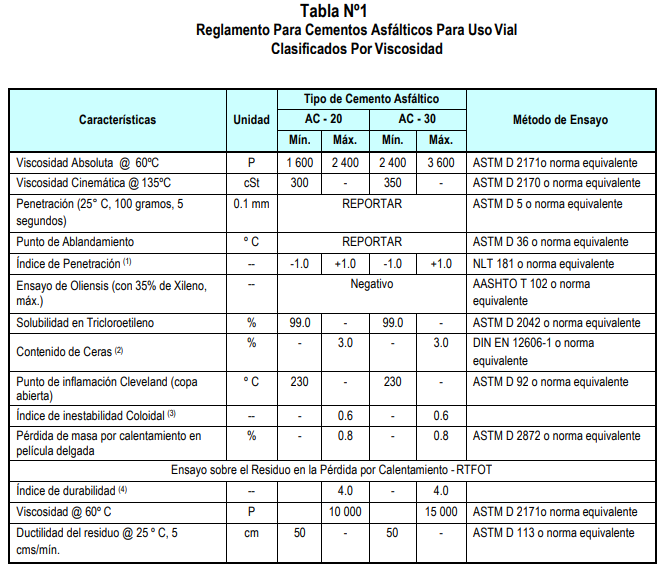 Tabla Nº1
Reglamento Para Cementos Asfálticos Para Uso Vial
Clasificados Por Viscosidad
Características Unidad Tipo de Cemento Asfáltico Método de Ensayo
AC - 20 AC - 30
Mín. Máx. Mín. Máx.
Viscosidad Absoluta @ 60ºC P 1 600 2 400 2 400 3 600 ASTM D 2171o norma equivalente
Viscosidad Cinemática @ 135ºC cSt 300 - 350 - ASTM D 2170 o norma equivalente
Penetración (25° C, 100 gramos, 5 0.1 mm REPORTAR ASTM D 5 o norma equivalente
segundos)
Punto de Ablandamiento º C REPORTAR ASTM D 36 o norma equivalente
Índice de Penetración (1) -- -1.0 +1.0 -1.0 +1.0 NLT 181 o norma equivalente
Ensayo de Oliensis (con 35% de Xileno, -- Negativo AASHTO T 102 o norma
máx.) equivalente
Solubilidad en Tricloroetileno % 99.0 - 99.0 - ASTM D 2042 o norma equivalente
Contenido de Ceras (2) % - 3.0 - 3.0 DIN EN 12606-1 o norma
equivalente
Punto de inflamación Cleveland (copa º C 230 - 230 - ASTM D 92 o norma equivalente
abierta)
Índice de inestabilidad Coloidal (3) -- - 0.6 - 0.6
Pérdida de masa por calentamiento en % - 0.8 - 0.8 ASTM D 2872 o norma equivalente
película delgada
Ensayo sobre el Residuo en la Pérdida por Calentamiento - RTFOT
Índice de durabilidad (4) -- 4.0 - 4.0
Viscosidad @ 60º C P 10 000 15 000 ASTM D 2171o norma equivalente
Ductilidad del residuo @ 25 º C, 5 cm 50 - 50 - ASTM D 113 o norma equivalente
cms/mín.